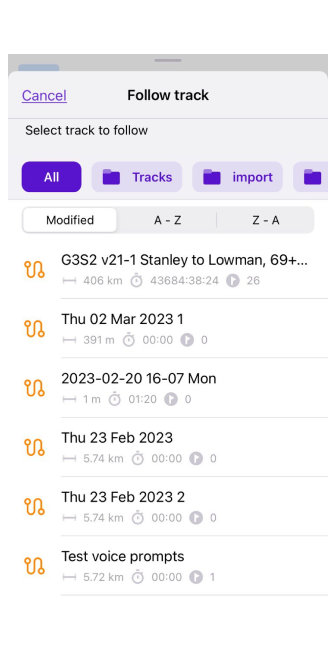 Cancel Follow track
Select track to follow
All Tracks import
Modified A - Z Z - A
G3S2 v21-1 Stanley to Lowman, 69+...
406 km 43684:38:24 26
Thu 02 Mar 2023 1
391 m 00:00 0
2023-02-20 16-07 Mon
1 m 01:20 0
Thu 23 Feb 2023
5.74 km 00:00 0
Thu 23 Feb 2023 2
5.74 km 00:00 0
Test voice prompts
5.72 km 00:00 1